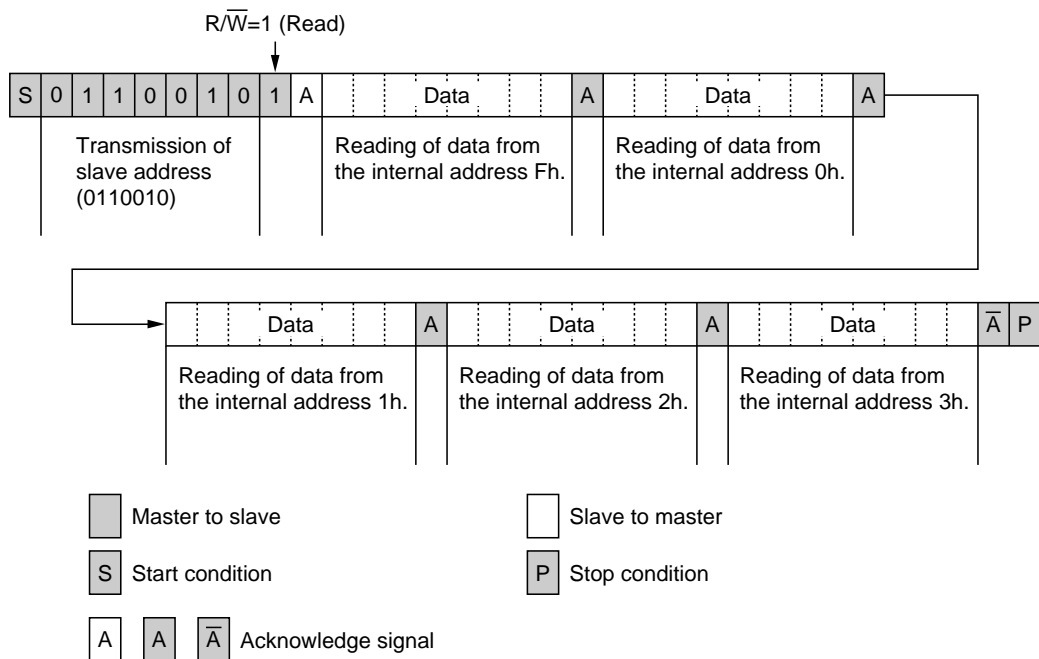 R/W̅=1 (Read)
S 0 1 1 0 0 1 0 1 A Data A Data A
Transmission of
slave address
(0110010)
Reading of data from
the internal address Fh.
Reading of data from
the internal address 0h.
Data A Data A Data A̅ P
Reading of data from
the internal address 1h.
Reading of data from
the internal address 2h.
Reading of data from
the internal address 3h.
Master to slave
Slave to master
S Start condition
P Stop condition
A A A̅ Acknowledge signal